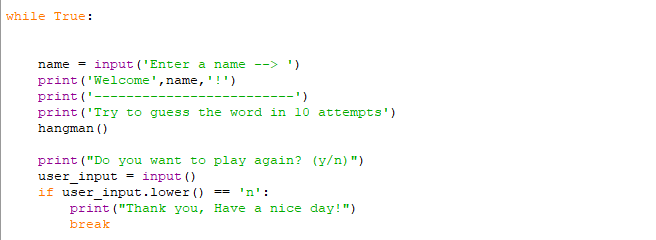 while True:
name = input('Enter a name --> ')
print('Welcome',name,'!')
print('-------------------------')
print('Try to guess the word in 10 attempts')
hangman()
print("Do you want to play again? (y/n)")
user_input = input()
if user_input.lower() == 'n':
print("Thank you, Have a nice day!")
break